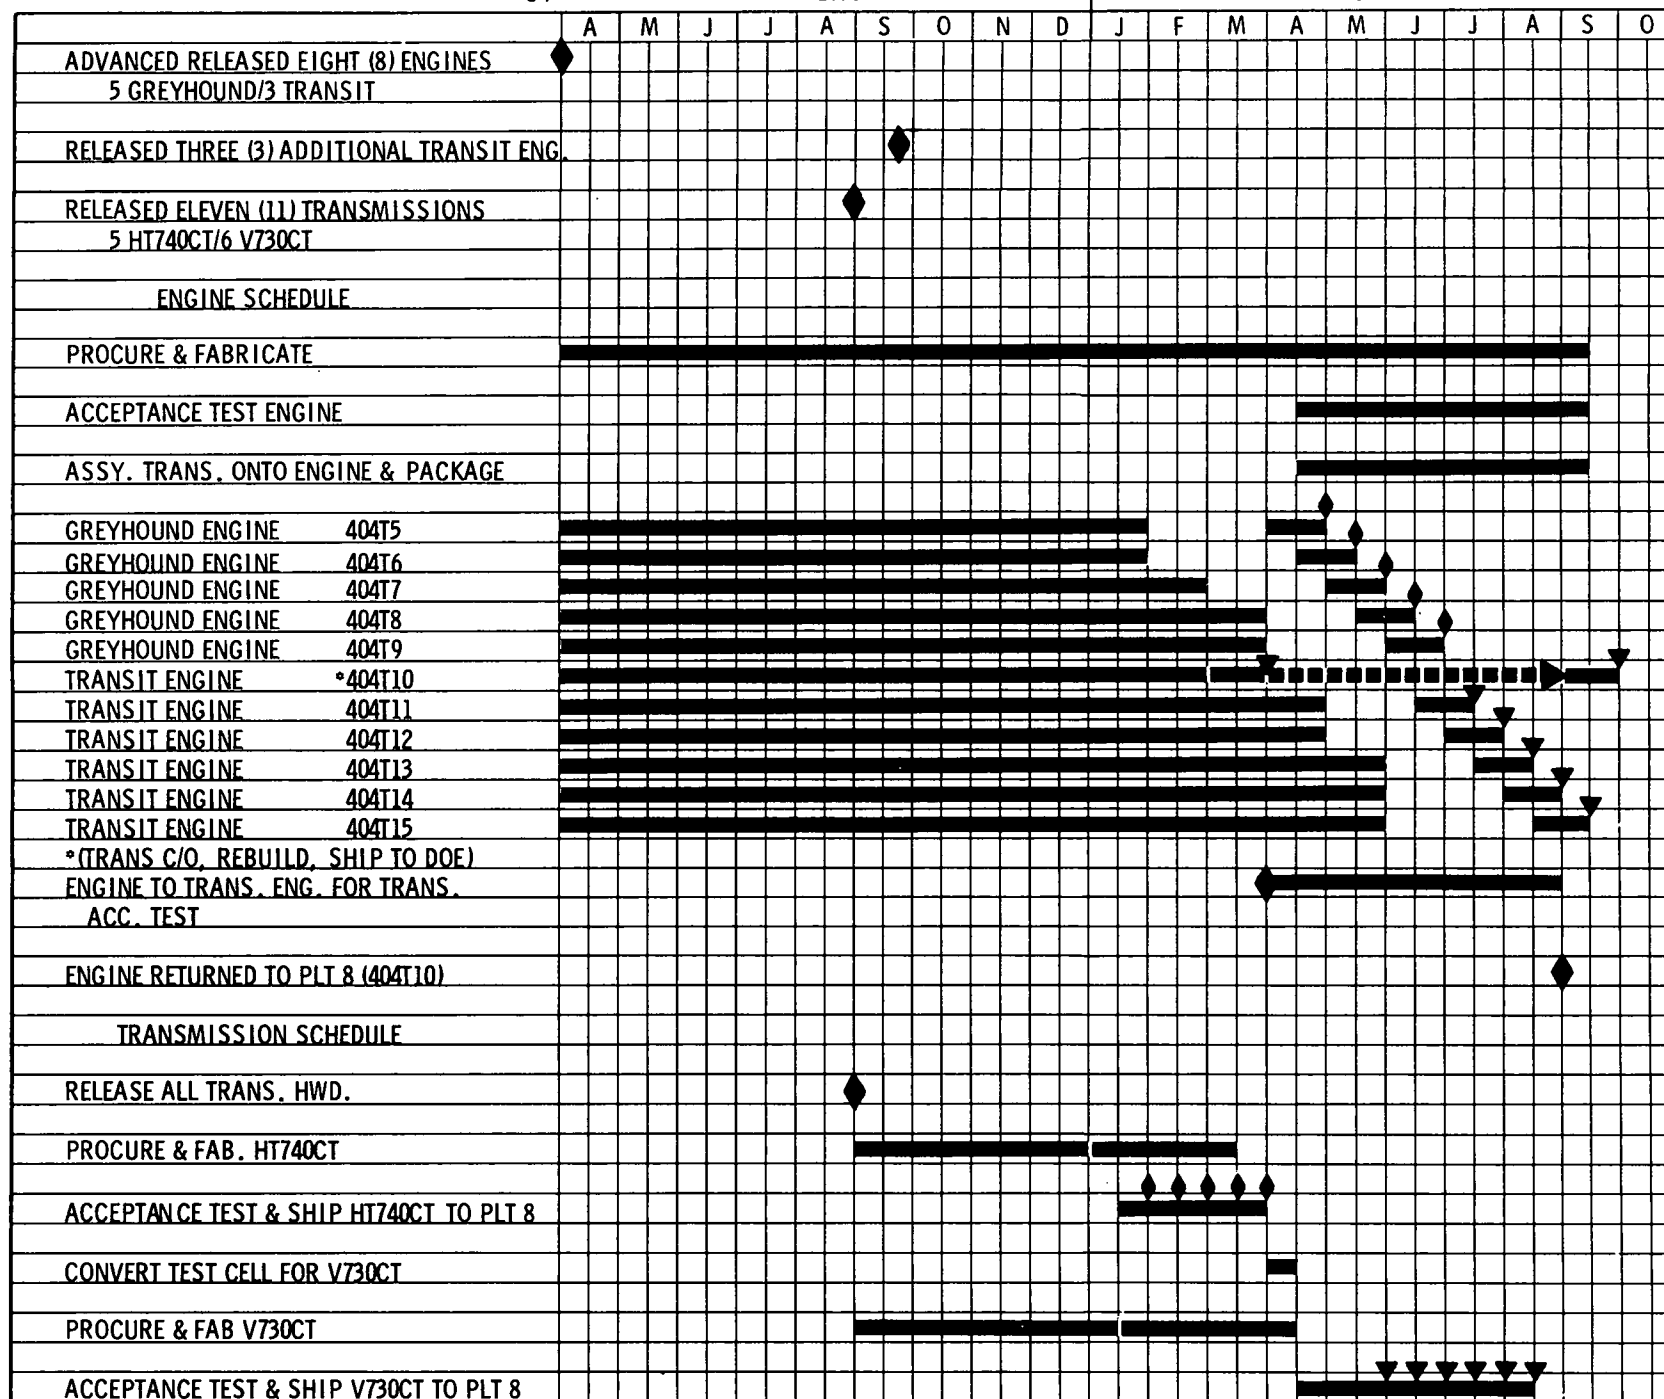 A M J J A S O N D J F M A M J J A S O
ADVANCED RELEASED EIGHT (8) ENGINES
5 GREYHOUND/3 TRANSIT
RELEASED THREE (3) ADDITIONAL TRANSIT ENG.
RELEASED ELEVEN (11) TRANSMISSIONS
5 HT740CT/6 V730CT
ENGINE SCHEDULE
PROCURE & FABRICATE
ACCEPTANCE TEST ENGINE
ASSY. TRANS. ONTO ENGINE & PACKAGE
GREYHOUND ENGINE 404T5
GREYHOUND ENGINE 404T6
GREYHOUND ENGINE 404T7
GREYHOUND ENGINE 404T8
GREYHOUND ENGINE 404T9
TRANSIT ENGINE *404T10
TRANSIT ENGINE 404T11
TRANSIT ENGINE 404T12
TRANSIT ENGINE 404T13
TRANSIT ENGINE 404T14
TRANSIT ENGINE 404T15
*(TRANS C/O, REBUILD, SHIP TO DOE)
ENGINE TO TRANS. ENG. FOR TRANS.
ACC. TEST
ENGINE RETURNED TO PLT 8 (404T10)
TRANSMISSION SCHEDULE
RELEASE ALL TRANS. HWD.
PROCURE & FAB. HT740CT
ACCEPTANCE TEST & SHIP HT740CT TO PLT 8
CONVERT TEST CELL FOR V730CT
PROCURE & FAB V730CT
ACCEPTANCE TEST & SHIP V730CT TO PLT 8